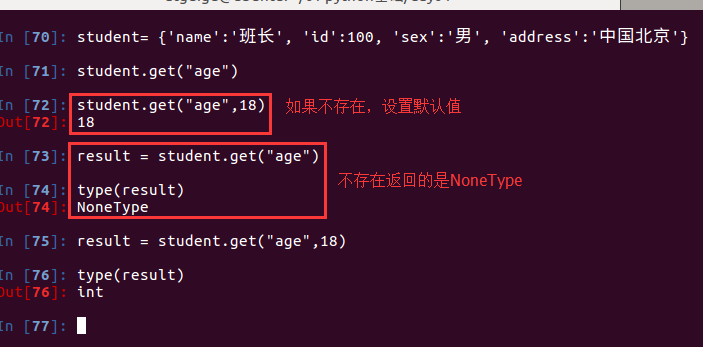 In [70]: student= {'name':'班长', 'id':100, 'sex':'男', 'address':'中国北京'}
In [71]: student.get("age")
In [72]: student.get("age",18) 如果不存在，设置默认值
Out[72]: 18
In [73]: result = student.get("age")
不存在返回的是NoneType
In [74]: type(result)
Out[74]: NoneType
In [75]: result = student.get("age",18)
In [76]: type(result)
Out[76]: int
In [77]: